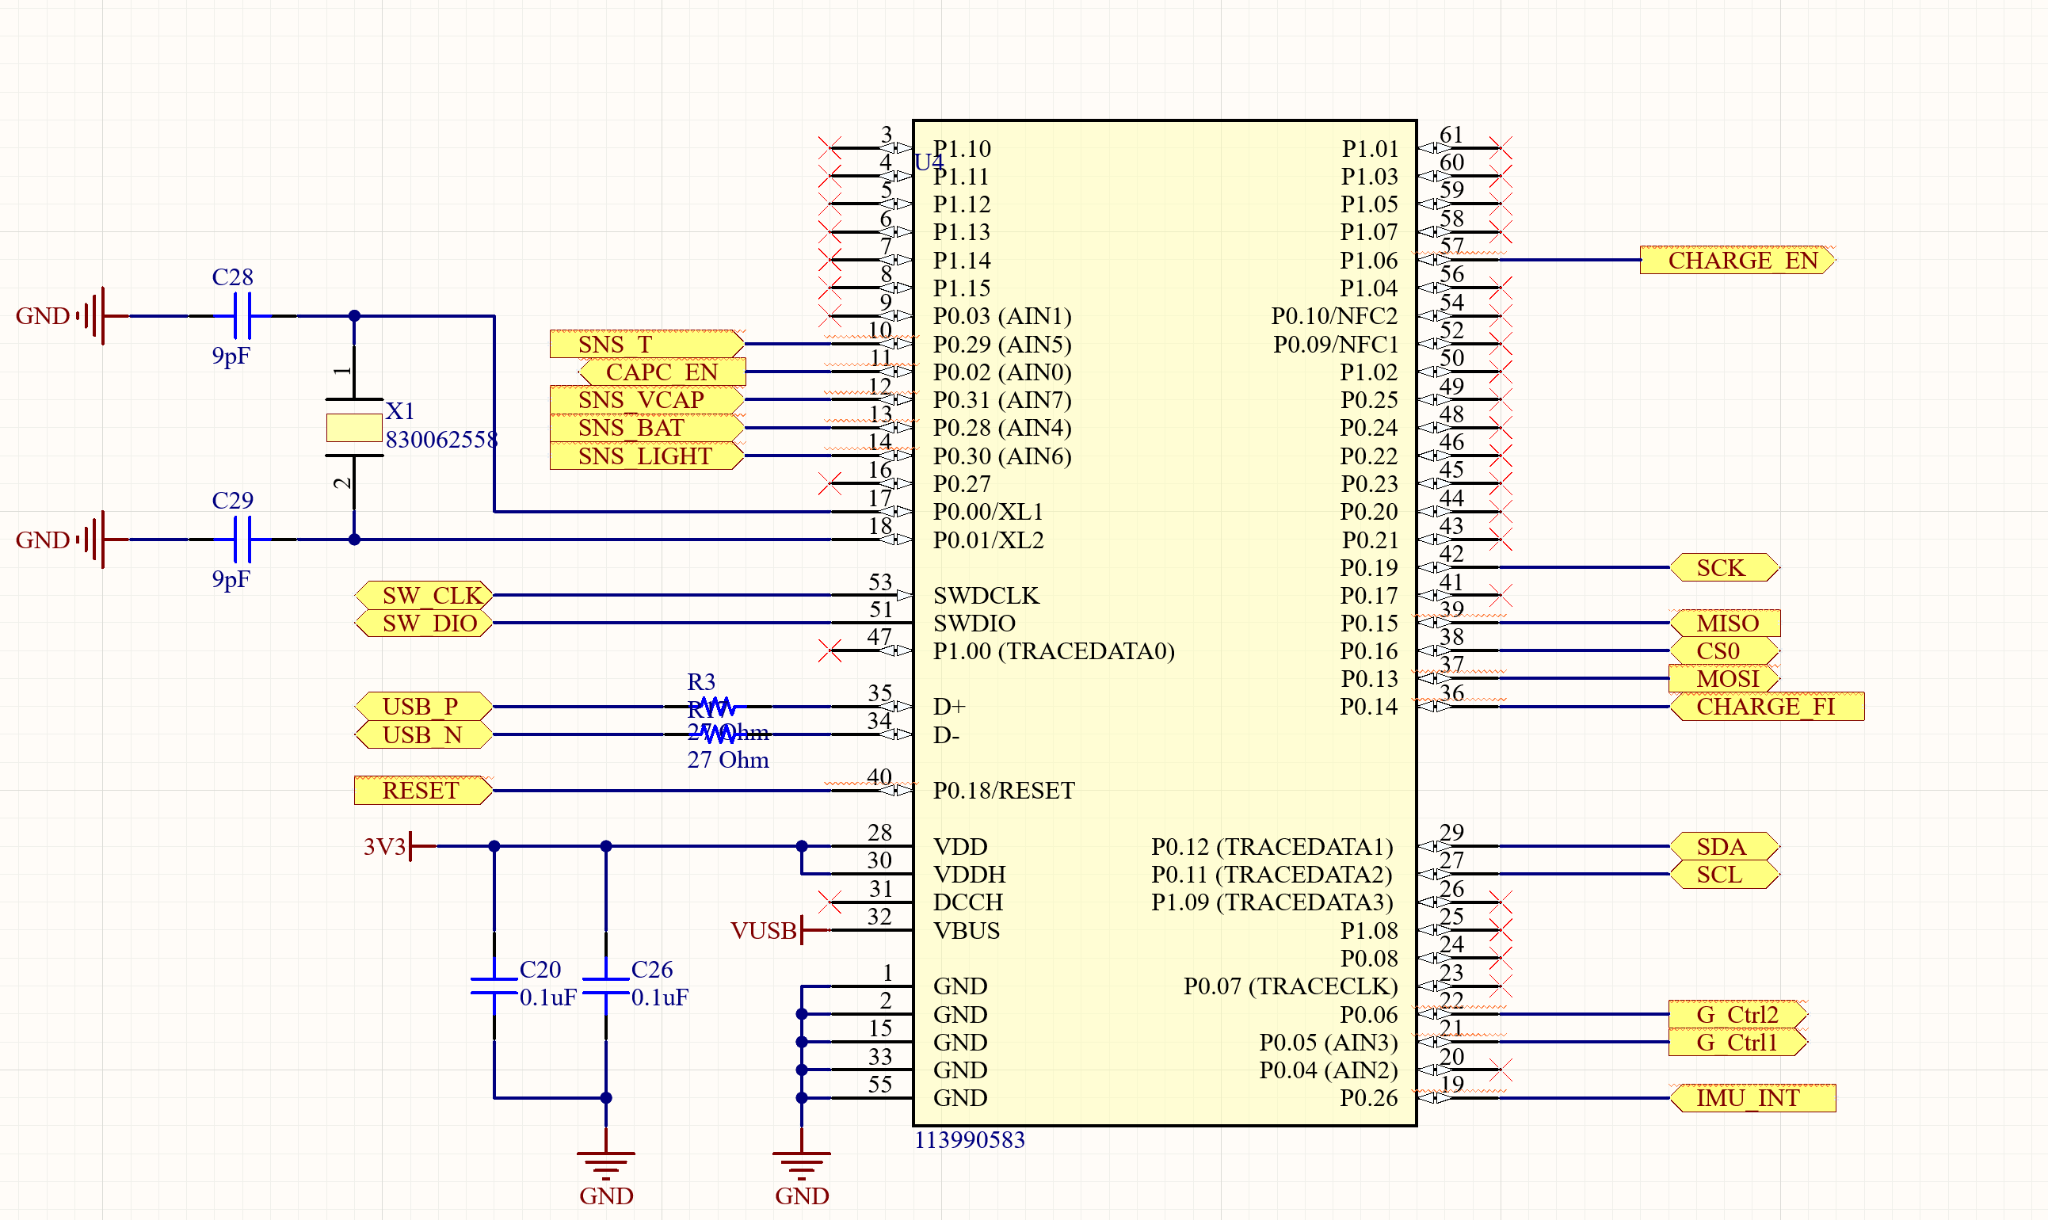 C28
GND
9pF
1
X1
830062558
2
C29
GND
9pF
SNS_T
CAPC_EN
SNS_VCAP
SNS_BAT
SNS_LIGHT
SW_CLK
SW_DIO
USB_P
USB_N
R3
27 Ohm
27 Ohm
RESET
3V3
VUSB
C20
0.1uF
C26
0.1uF
GND
GND
U4
3 P1.10
4 P1.11
5 P1.12
6 P1.13
7 P1.14
8 P1.15
9 P0.03 (AIN1)
10 P0.29 (AIN5)
11 P0.02 (AIN0)
12 P0.31 (AIN7)
13 P0.28 (AIN4)
14 P0.30 (AIN6)
16 P0.27
17 P0.00/XL1
18 P0.01/XL2
53 SWDCLK
51 SWDIO
47 P1.00 (TRACEDATA0)
35 D+
34 D-
40 P0.18/RESET
28 VDD
30 VDDH
31 DCCH
32 VBUS
1 GND
2 GND
15 GND
33 GND
55 GND
113990583
P1.01 61
P1.03 60
P1.05 59
P1.07 58
P1.06 57 CHARGE_EN
P1.04 56
P0.10/NFC2 54
P0.09/NFC1 52
P1.02 50
P0.25 49
P0.24 48
P0.22 46
P0.23 45
P0.20 44
P0.21 43
P0.19 42 SCK
P0.17 41
P0.15 39 MISO
P0.16 38 CS0
P0.13 37 MOSI
P0.14 36 CHARGE_FI
P0.12 (TRACEDATA1) 29 SDA
P0.11 (TRACEDATA2) 27 SCL
P1.09 (TRACEDATA3) 26
P1.08 25
P0.08 24
P0.07 (TRACECLK) 23
P0.06 22 G_Ctrl2
P0.05 (AIN3) 21 G_Ctrl1
P0.04 (AIN2) 20
P0.26 19 IMU_INT